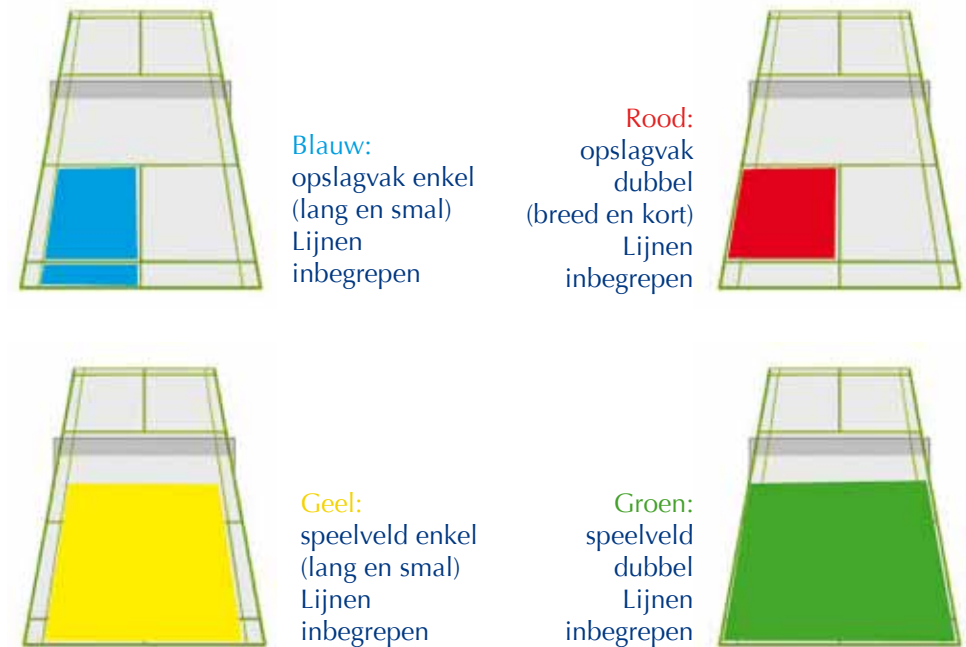 Blauw:
opslagvak enkel
(lang en smal)
Lijnen
inbegrepen
Rood:
opslagvak
dubbel
(breed en kort)
Lijnen
inbegrepen
Geel:
speelveld enkel
(lang en smal)
Lijnen
inbegrepen
Groen:
speelveld
dubbel
Lijnen
inbegrepen